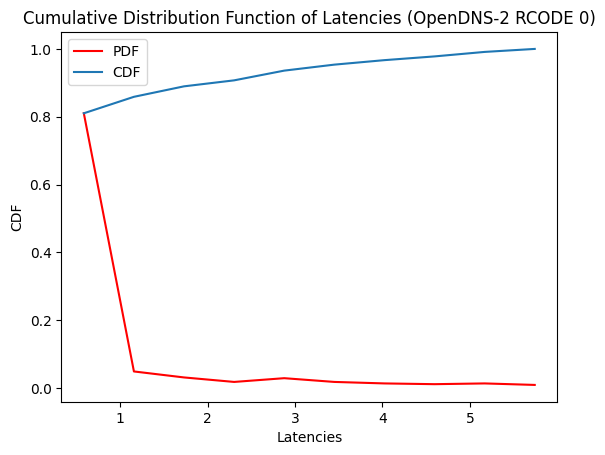 Cumulative Distribution Function of Latencies (OpenDNS-2 RCODE 0)
PDF
CDF
1.0
0.8
0.6
0.4
0.2
0.0
CDF
1 2 3 4 5
Latencies